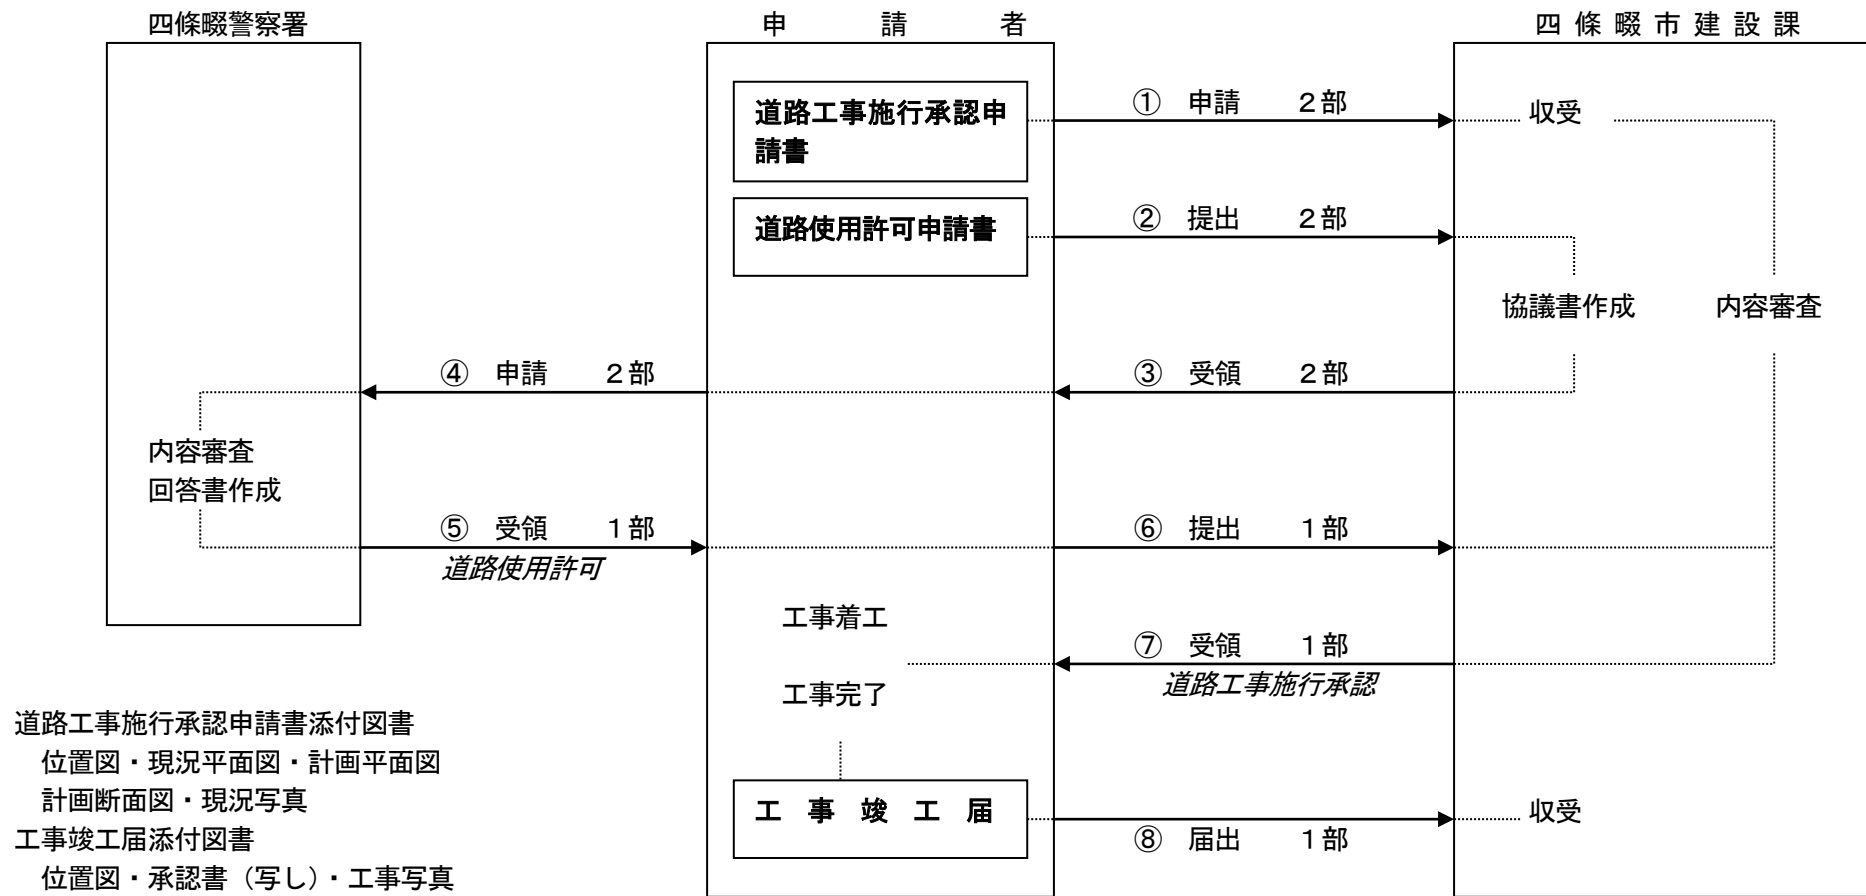 四條畷警察署
申請者
四條畷市建設課
道路工事施行承認申
請書
① 申請 2部
収受
道路使用許可申請書
② 提出 2部
協議書作成
内容審査
④ 申請 2部
③ 受領 2部
内容審査
回答書作成
⑤ 受領 1部
道路使用許可
⑥ 提出 1部
工事着工
⑦ 受領 1部
道路工事施行承認
工事完了
道路工事施行承認申請書添付図書
位置図・現況平面図・計画平面図
計画断面図・現況写真
工事竣工届
収受
⑧ 届出 1部
工事竣工届添付図書
位置図・承認書（写し）・工事写真